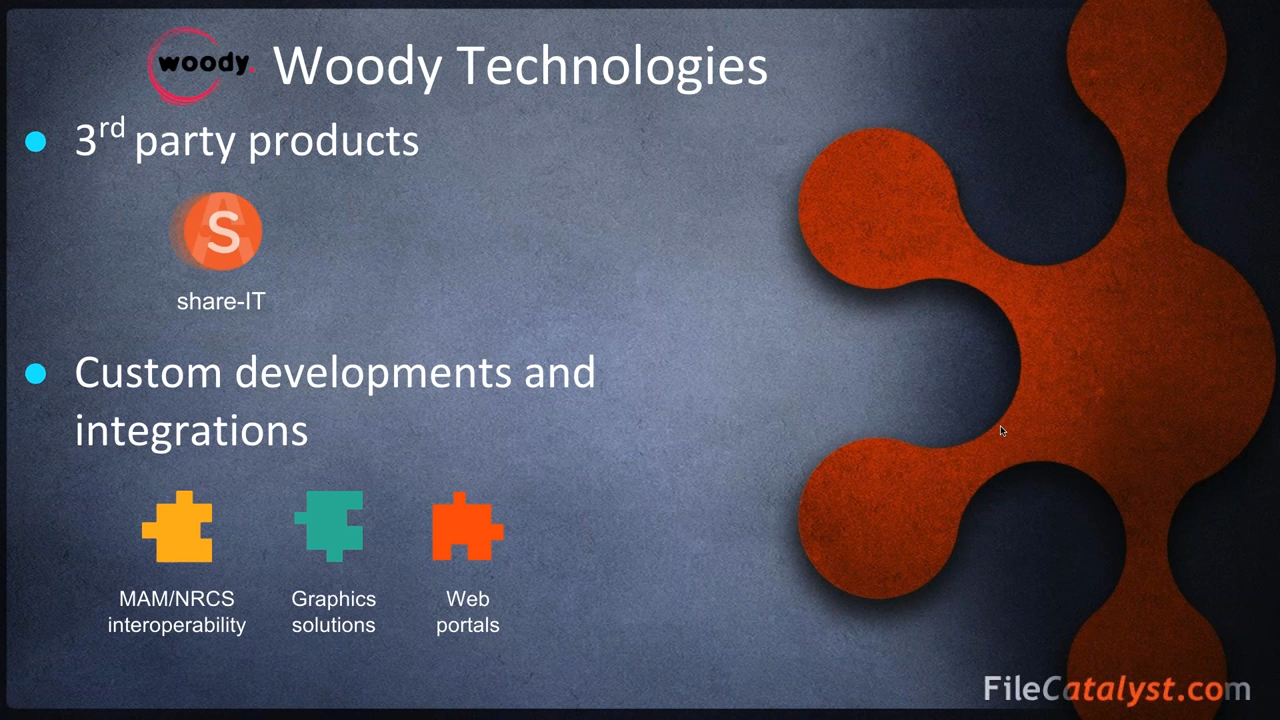 woody. Woody Technologies
3rd party products
S
share-IT
Custom developments and
integrations
MAM/NRCS
interoperability
Graphics
solutions
Web
portals
FileCatalyst.com